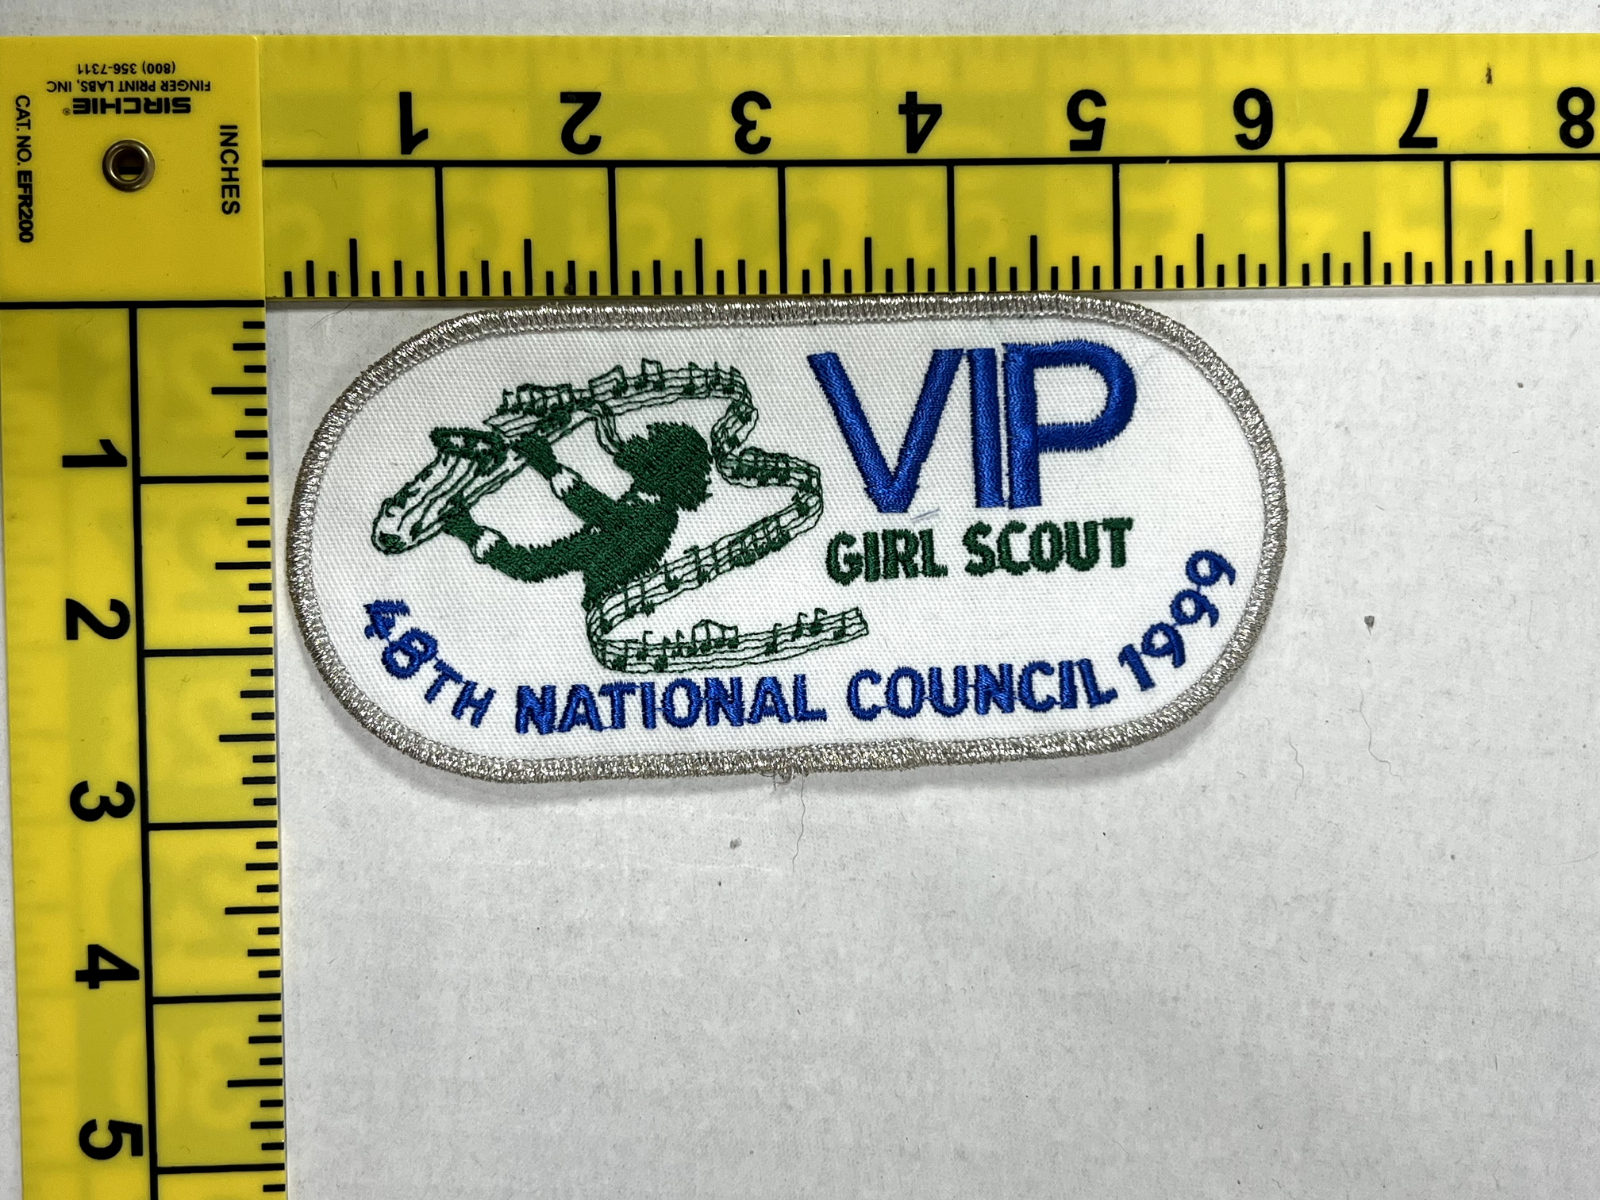 (800) 356-7311
FINGER PRINT LABS, INC
SIRCHIE®
CAT. NO. EFR200
INCHES
1 2 3 4 5 6 7 8
1
2
3
4
5
VIP
GIRL SCOUT
48TH NATIONAL COUNCIL 1999